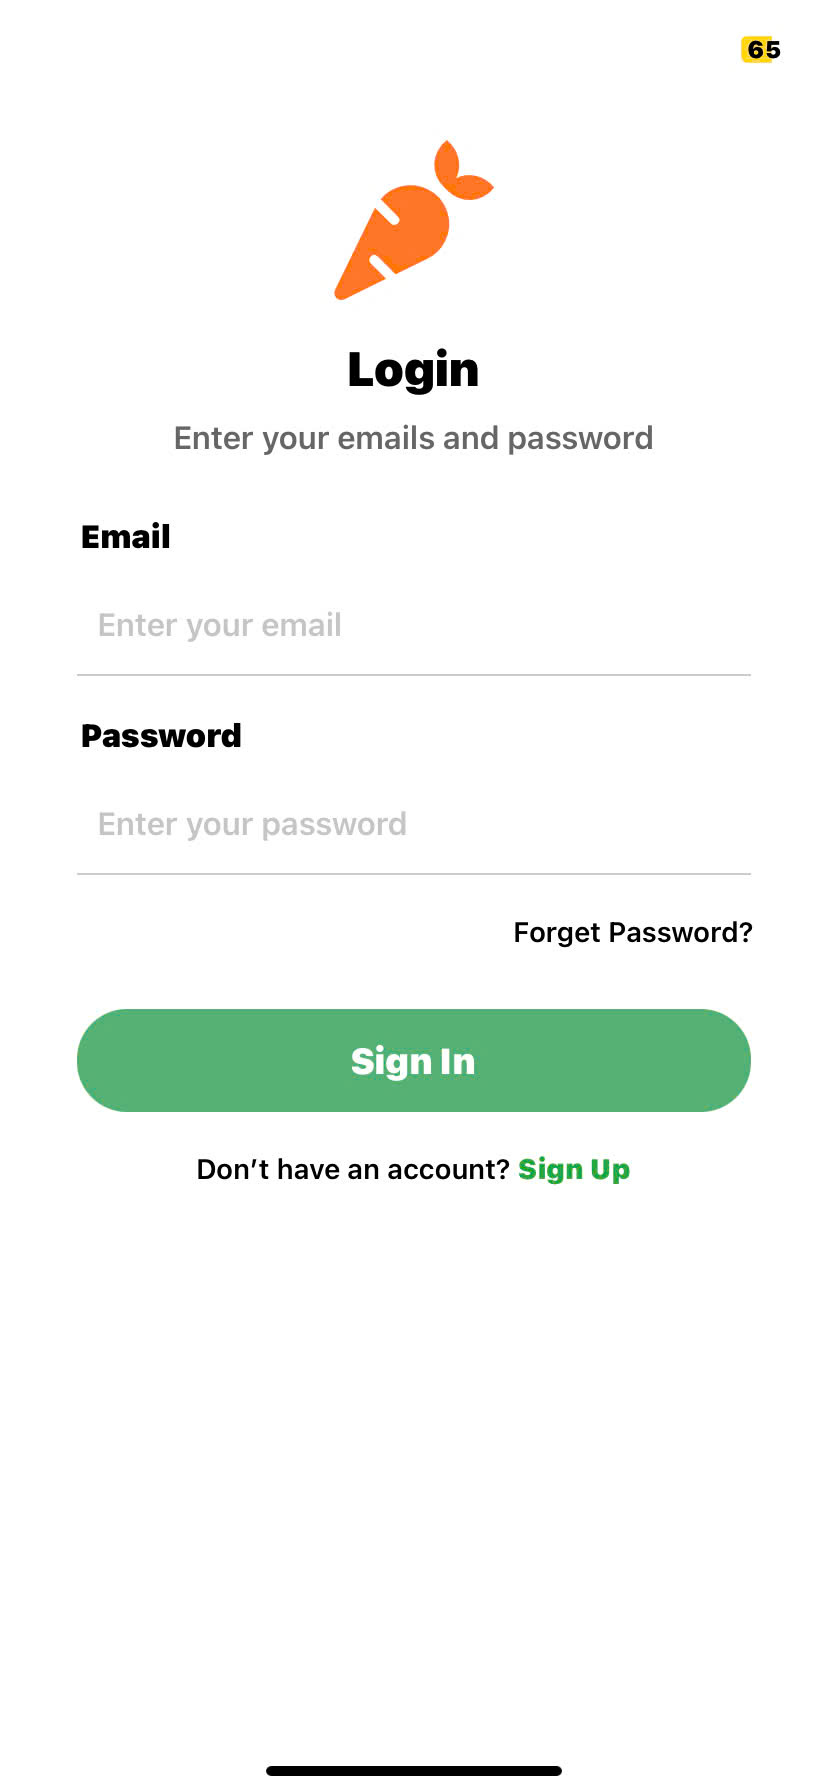 65
Login
Enter your emails and password
Email
Enter your email
Password
Enter your password
Forget Password?
Sign In
Don’t have an account? Sign Up